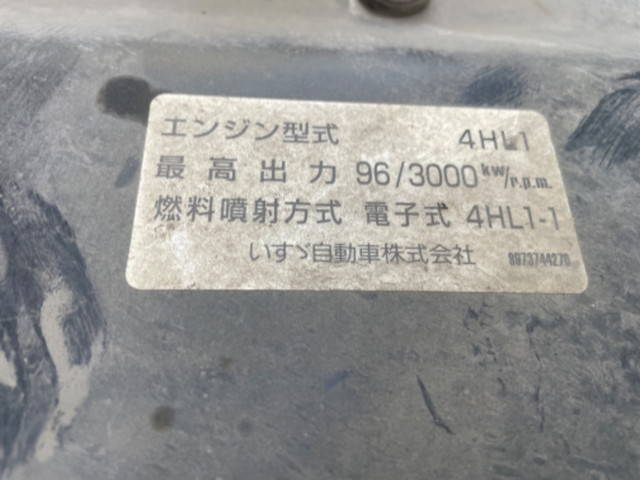 エンジン型式 4HL1
最高出力 96/3000 kw/r.p.m.
燃料噴射方式 電子式 4HL1-1
いすゞ自動車株式会社 8973744270